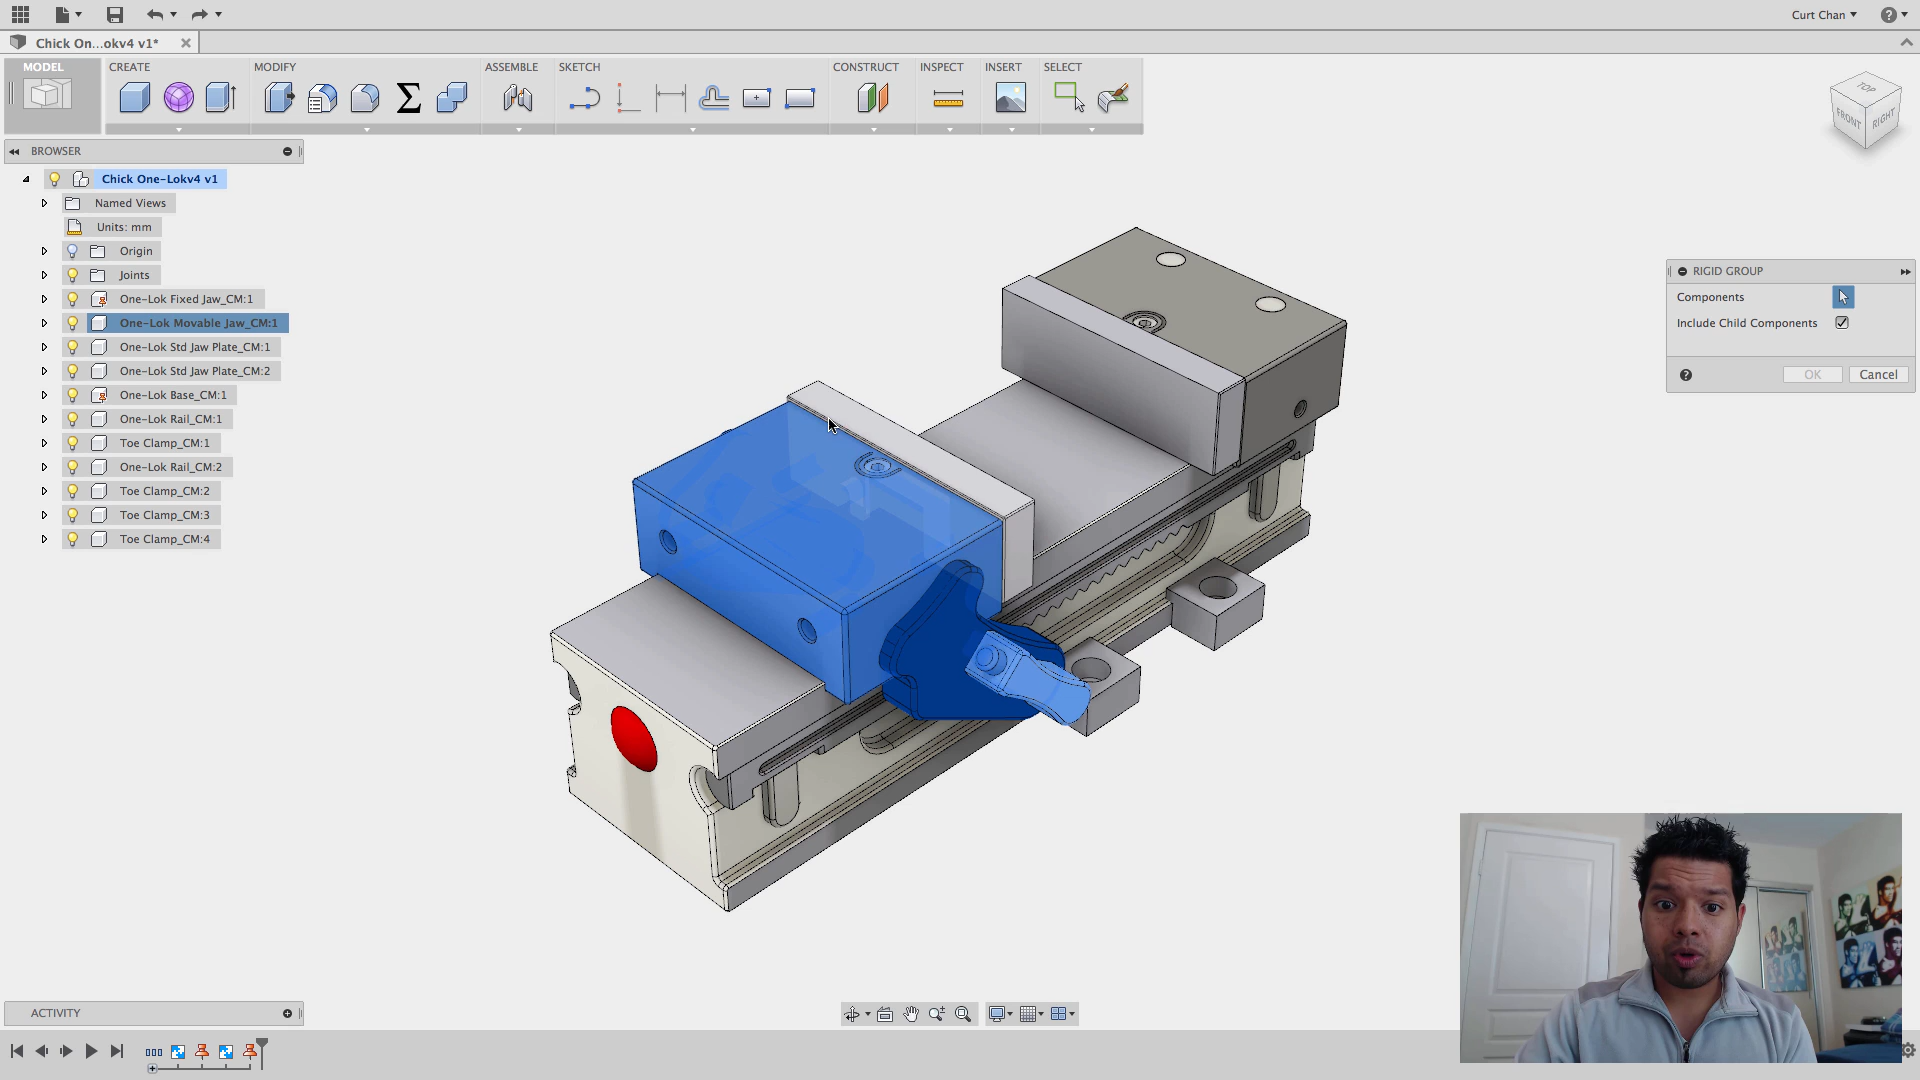 Curt Chan
Chick On...okv4 v1*
MODEL
CREATE
MODIFY
ASSEMBLE
SKETCH
CONSTRUCT
INSPECT
INSERT
SELECT
TOP
FRONT
RIGHT
BROWSER
Chick One-Lokv4 v1
Named Views
Units: mm
Origin
Joints
One-Lok Fixed Jaw_CM:1
One-Lok Movable Jaw_CM:1
One-Lok Std Jaw Plate_CM:1
One-Lok Std Jaw Plate_CM:2
One-Lok Base_CM:1
One-Lok Rail_CM:1
Toe Clamp_CM:1
One-Lok Rail_CM:2
Toe Clamp_CM:2
Toe Clamp_CM:3
Toe Clamp_CM:4
RIGID GROUP
Components
Include Child Components
OK
Cancel
ACTIVITY